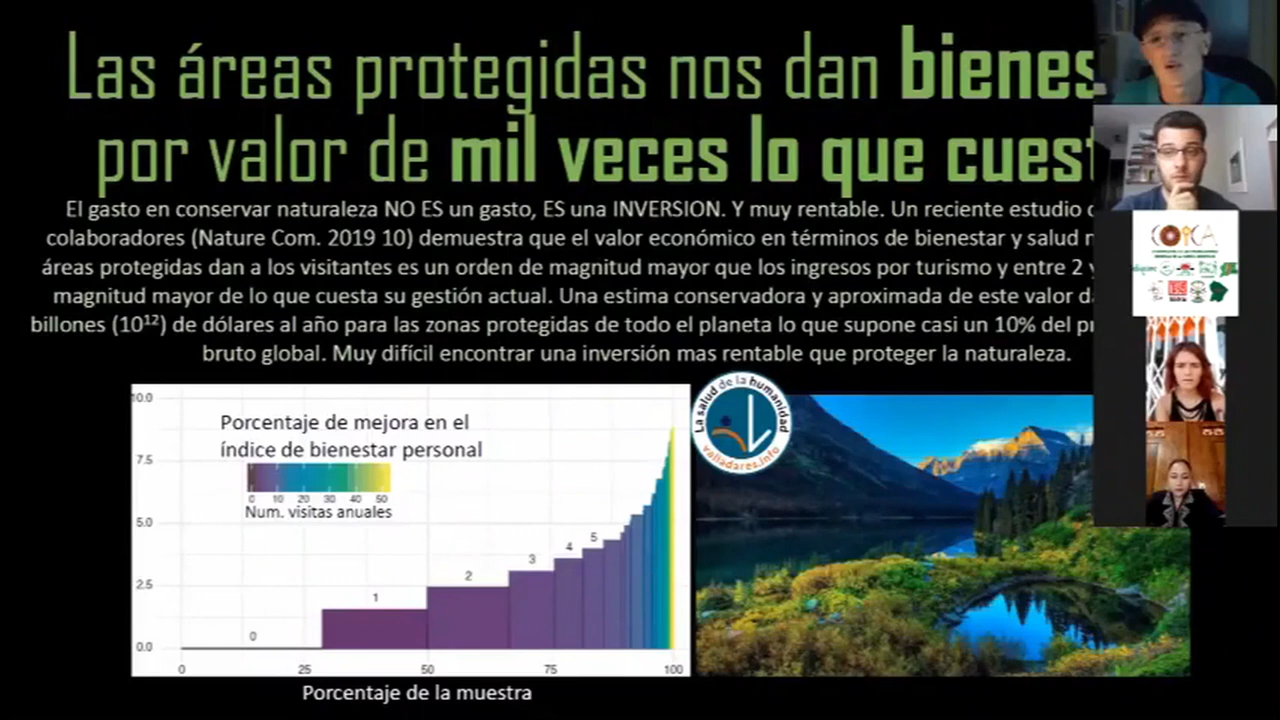 Las áreas protegidas nos dan bienes
por valor de mil veces lo que cuest
El gasto en conservar naturaleza NO ES un gasto, ES una INVERSION. Y muy rentable. Un reciente estudio
colaboradores (Nature Com. 2019 10) demuestra que el valor económico en términos de bienestar y salud
áreas protegidas dan a los visitantes es un orden de magnitud mayor que los ingresos por turismo y entre 2
magnitud mayor de lo que cuesta su gestión actual. Una estima conservadora y aproximada de este valor
billones (10¹²) de dólares al año para las zonas protegidas de todo el planeta lo que supone casi un 10% del
bruto global. Muy difícil encontrar una inversión mas rentable que proteger la naturaleza.
COICA
La salud de la humanidad
valladares.info
Porcentaje de mejora en el
índice de bienestar personal
0 10 20 30 40 50
Num. visitas anuales
10.0
7.5
5.0
2.5
0.0
0 1 2 3 4 5
0 25 50 75 100
Porcentaje de la muestra